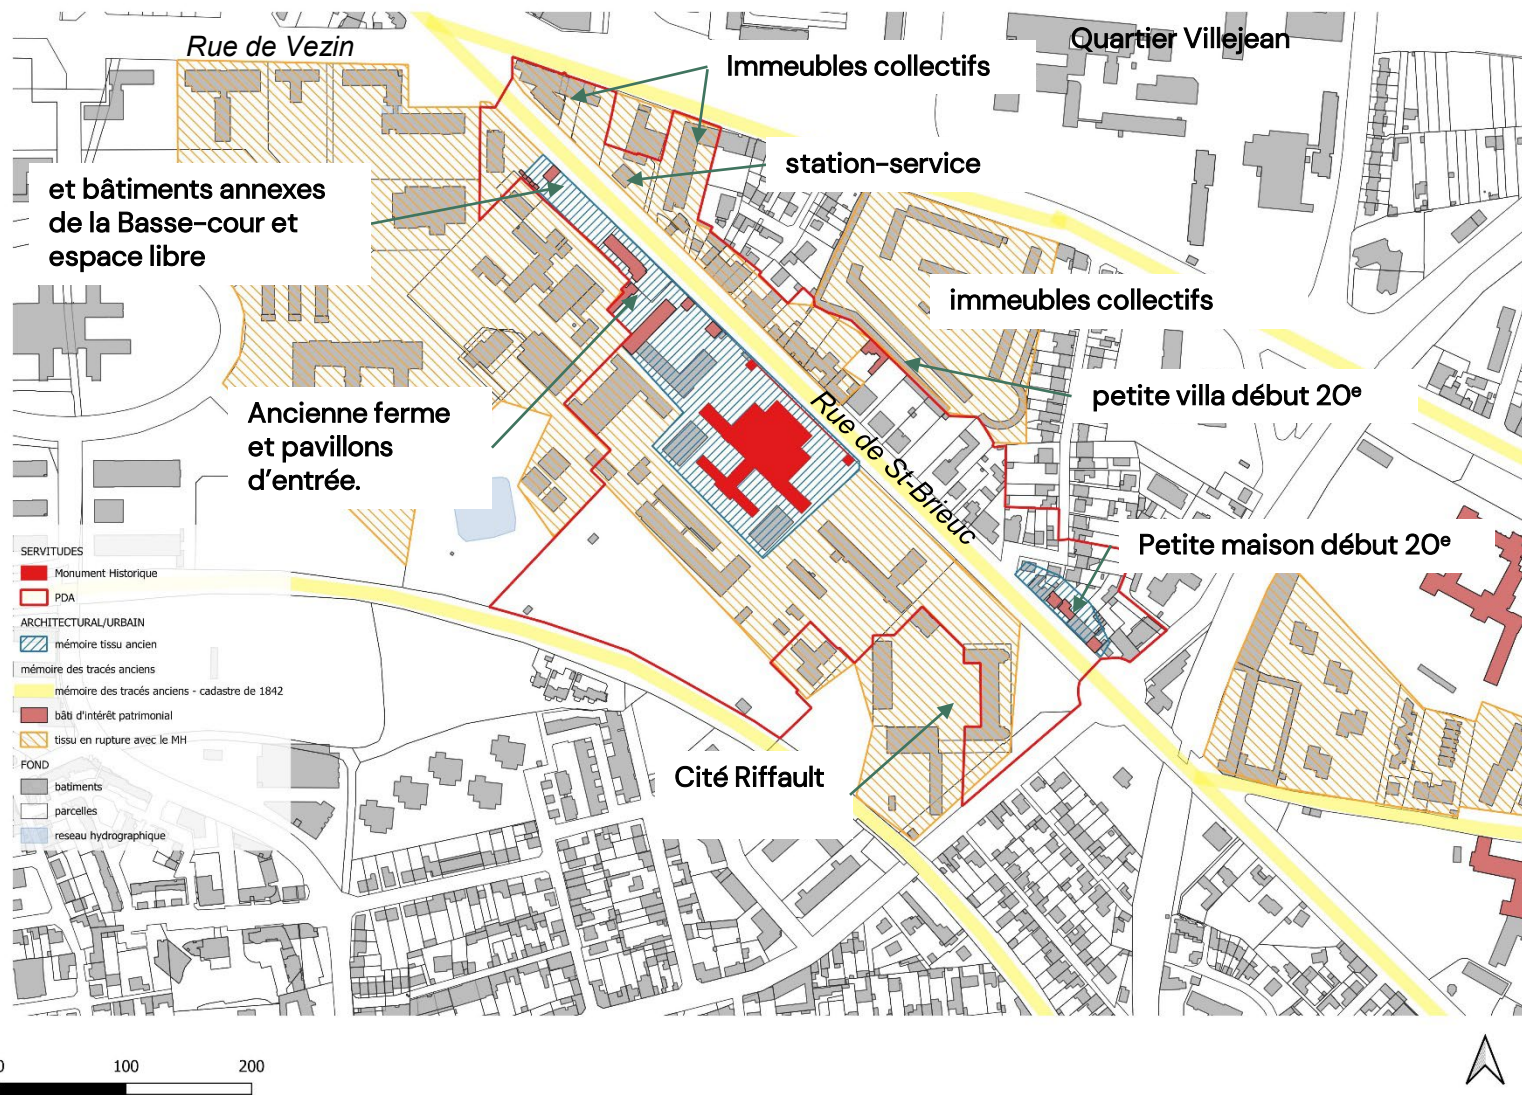 Rue de Vezin
Quartier Villejean
Immeubles collectifs
station-service
et bâtiments annexes
de la Basse-cour et
espace libre
immeubles collectifs
petite villa début 20ᵉ
Ancienne ferme
et pavillons
d’entrée.
Rue de St-Brieuc
Petite maison début 20ᵉ
Cité Riffault
SERVITUDES
Monument Historique
PDA
ARCHITECTURAL/URBAIN
mémoire tissu ancien
mémoire des tracés anciens
mémoire des tracés anciens - cadastre de 1842
bâti d'intérêt patrimonial
tissu en rupture avec le MH
FOND
batiments
parcelles
reseau hydrographique
0 100 200